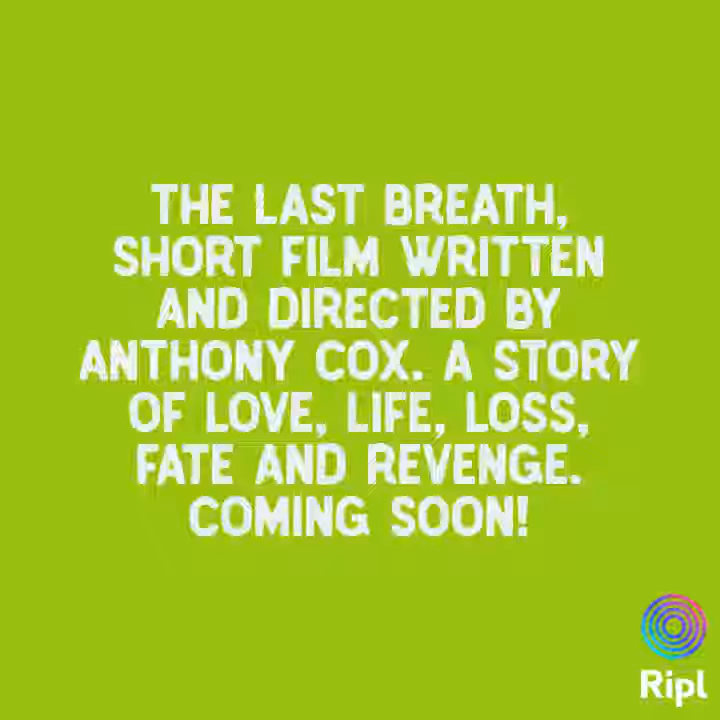 THE LAST BREATH,
SHORT FILM WRITTEN
AND DIRECTED BY
ANTHONY COX. A STORY
OF LOVE, LIFE, LOSS,
FATE AND REVENGE.
COMING SOON!
Ripl